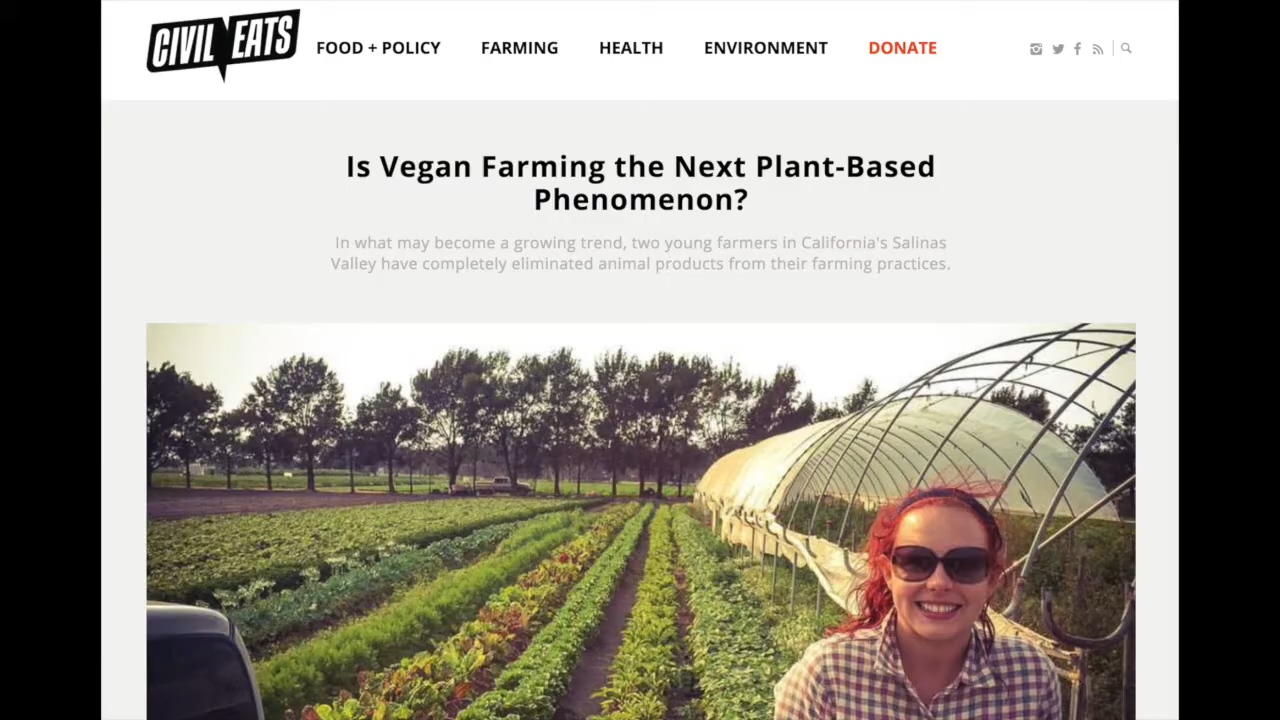 CIVIL EATS
FOOD + POLICY FARMING HEALTH ENVIRONMENT DONATE
Is Vegan Farming the Next Plant-Based
Phenomenon?
In what may become a growing trend, two young farmers in California's Salinas
Valley have completely eliminated animal products from their farming practices.